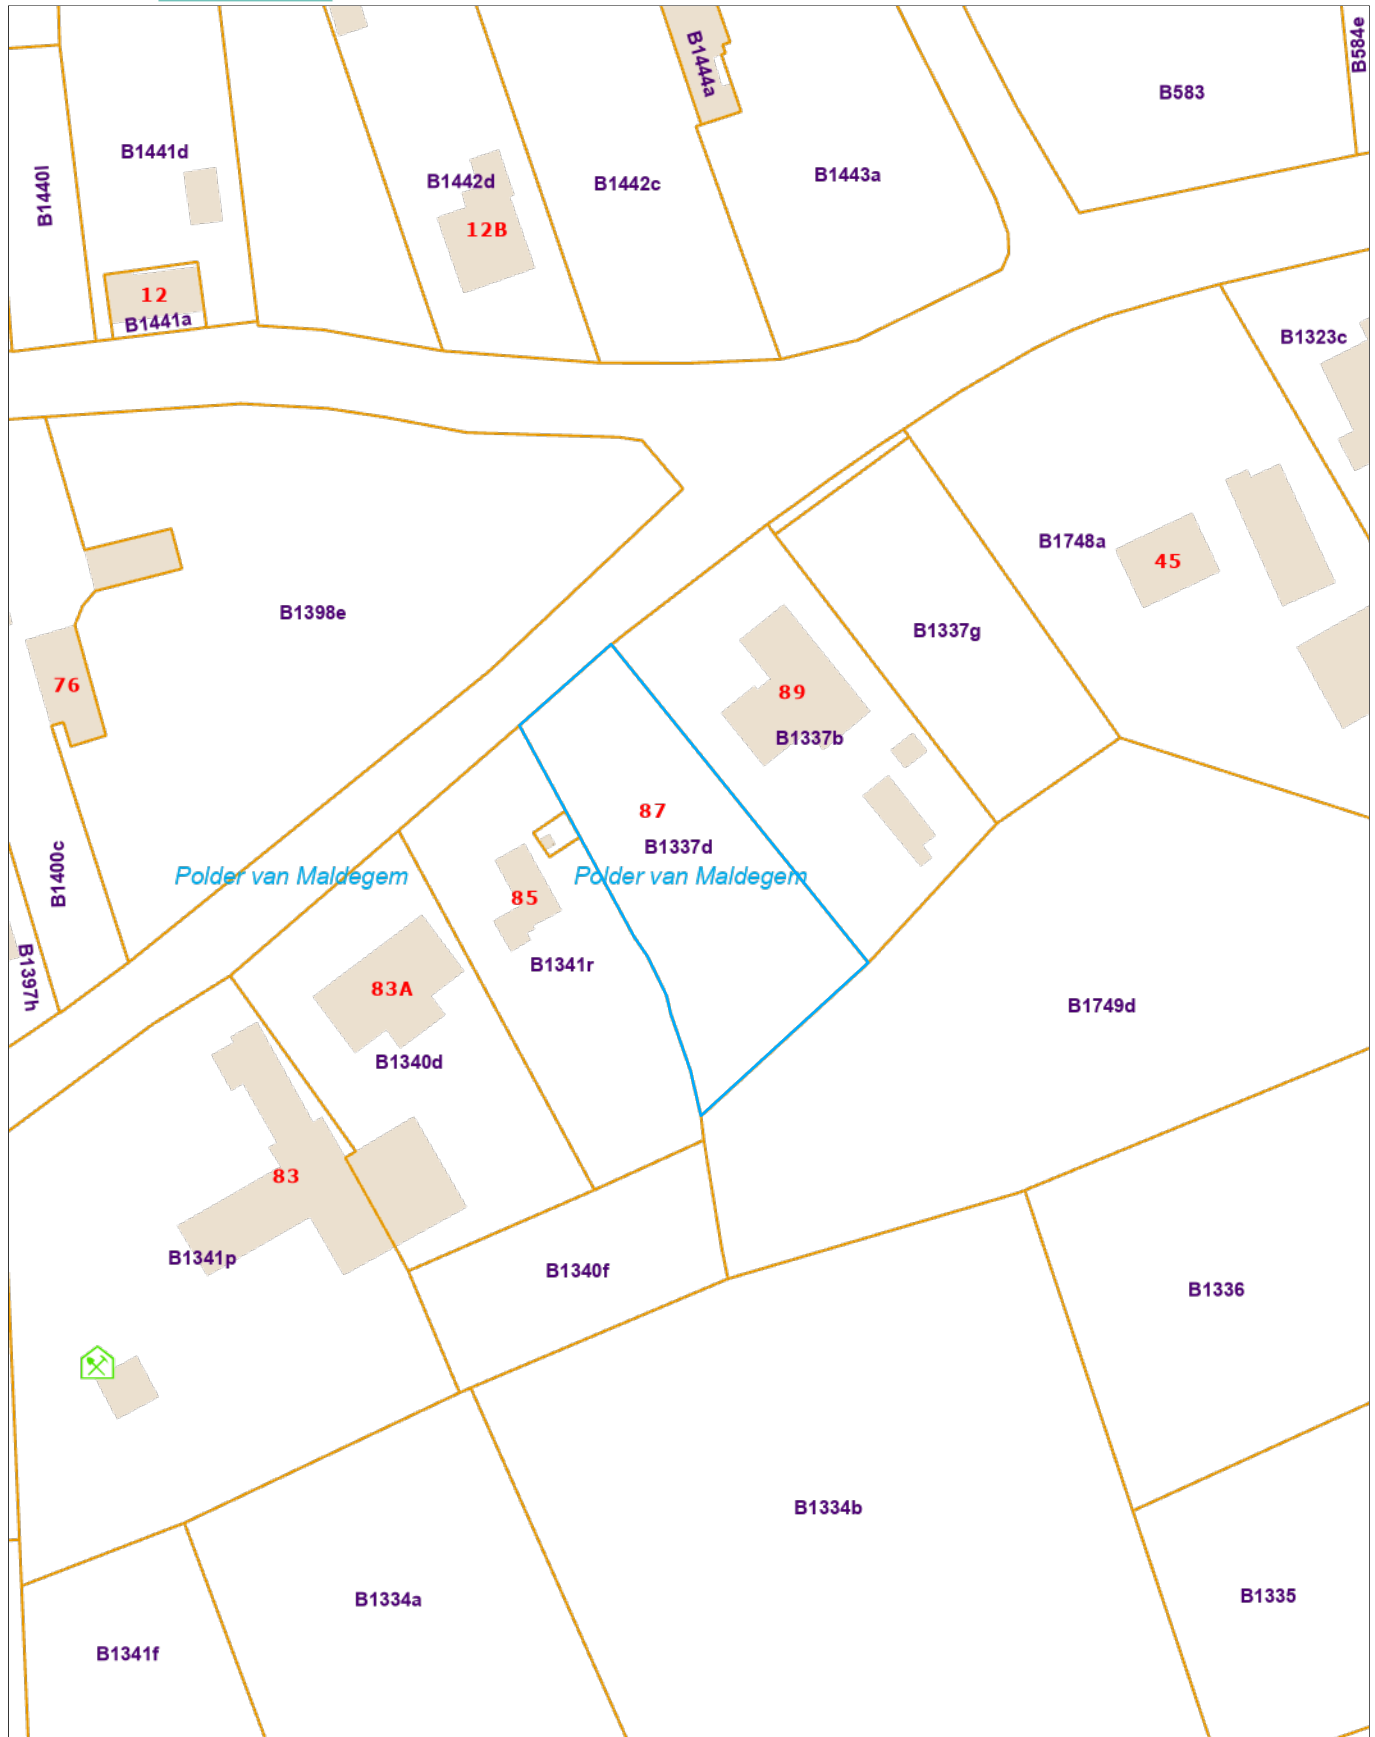 B584e
B1444a
B583
B1441d
B1442d
B1442c
B1443a
B1440l
12B
12
B1441a
B1323c
B1748a
45
B1398e
B1337g
76
89
B1337b
87
B1337d
Polder van Maldegem
Polder van Maldegem
B1400c
85
B1341r
B1397h
83A
B1340d
B1749d
83
B1341p
B1340f
B1336
B1334b
B1335
B1334a
B1341f